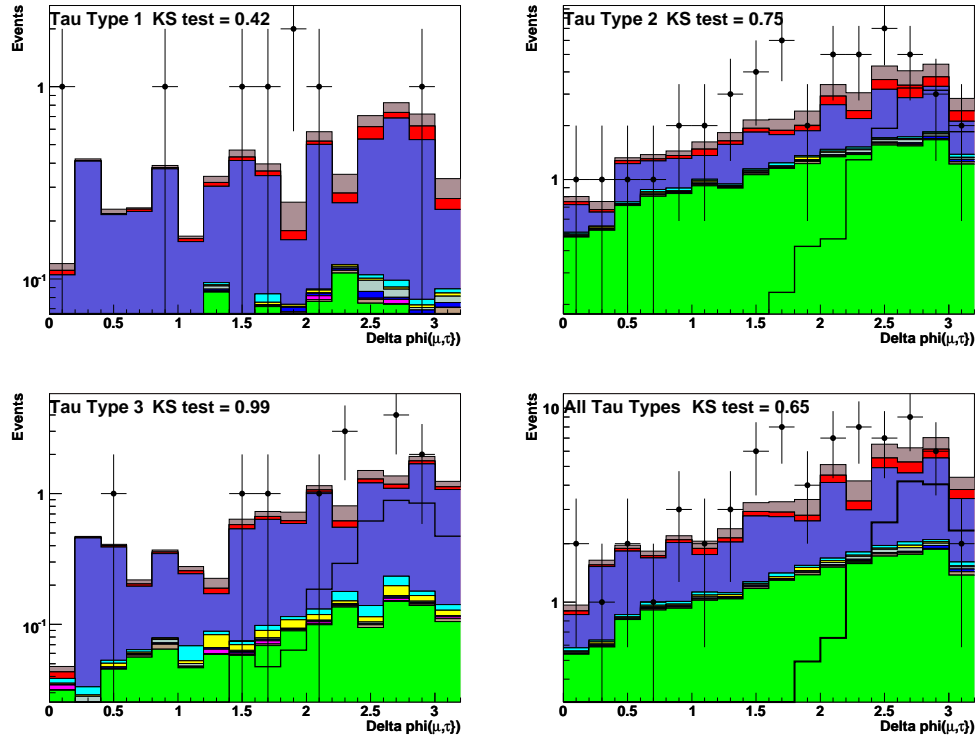 Tau Type 1 KS test = 0.42
Events
1
10-1
0 0.5 1 1.5 2 2.5 3
Delta phi(μ,τ})
Tau Type 2 KS test = 0.75
Events
1
0 0.5 1 1.5 2 2.5 3
Delta phi(μ,τ})
Tau Type 3 KS test = 0.99
Events
1
10-1
0 0.5 1 1.5 2 2.5 3
Delta phi(μ,τ})
All Tau Types KS test = 0.65
Events
10
1
0 0.5 1 1.5 2 2.5 3
Delta phi(μ,τ})